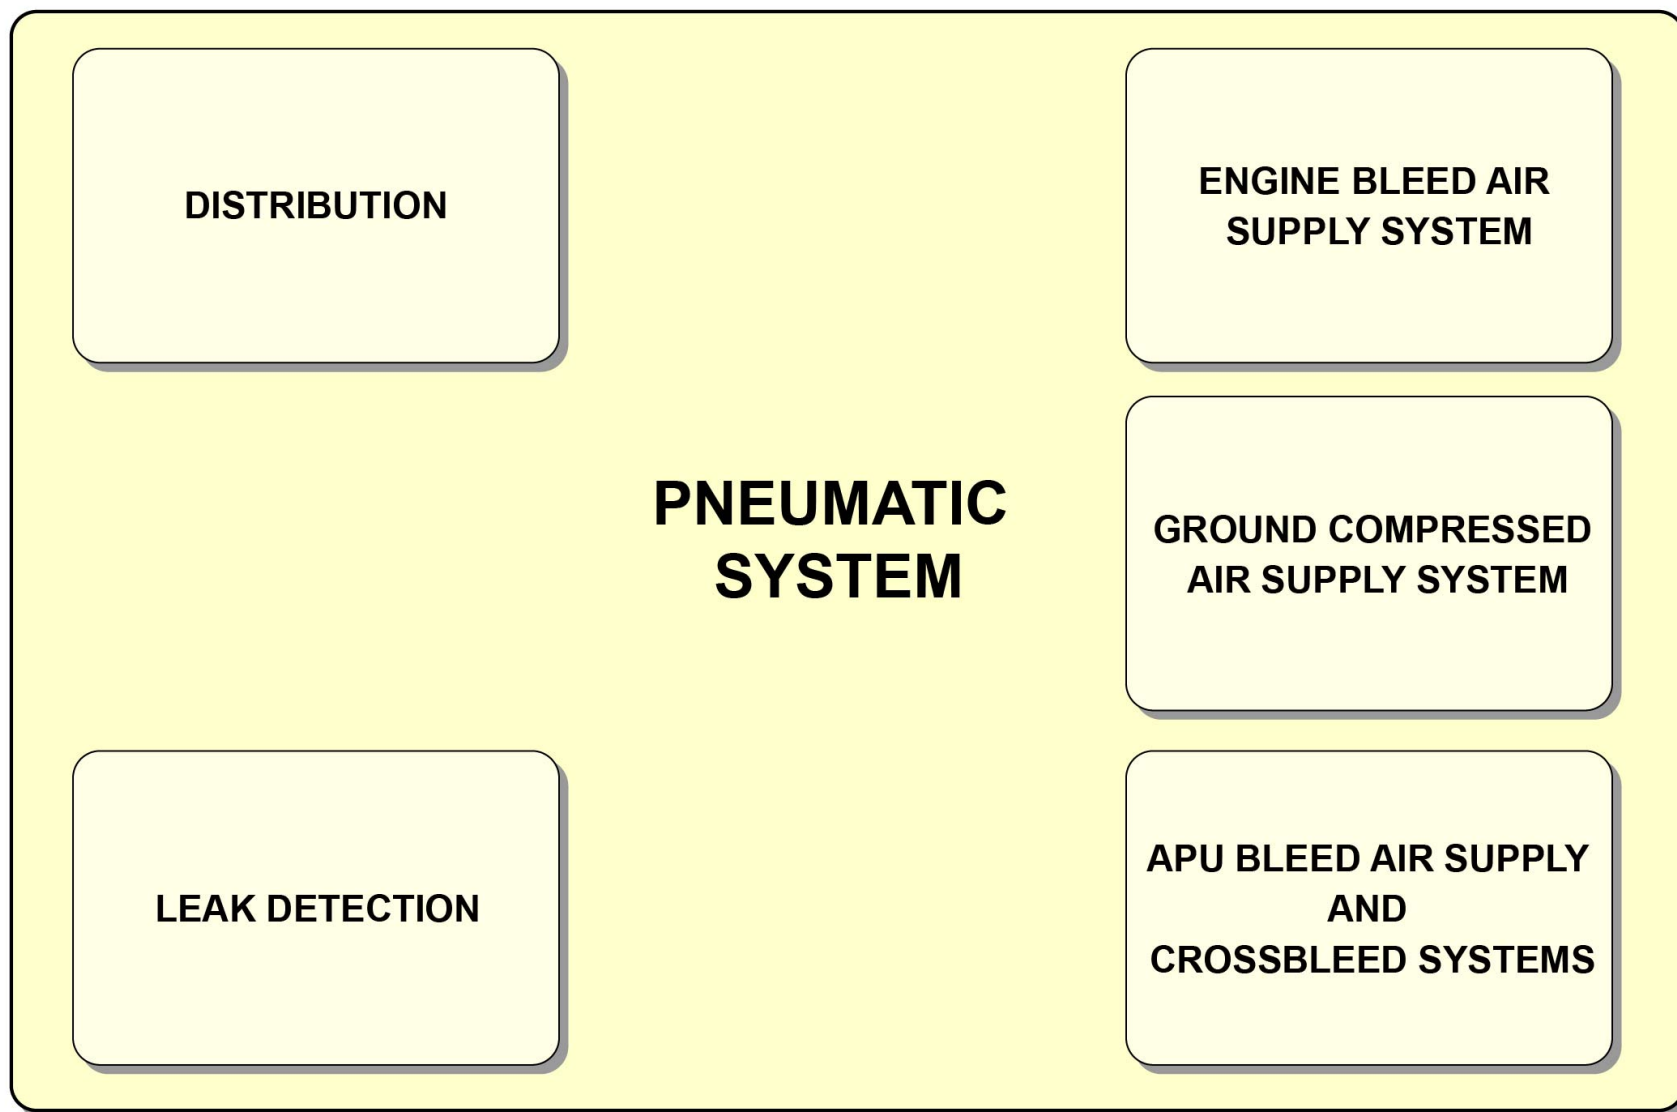 DISTRIBUTION
ENGINE BLEED AIR
SUPPLY SYSTEM
PNEUMATIC
SYSTEM
GROUND COMPRESSED
AIR SUPPLY SYSTEM
LEAK DETECTION
APU BLEED AIR SUPPLY
AND
CROSSBLEED SYSTEMS